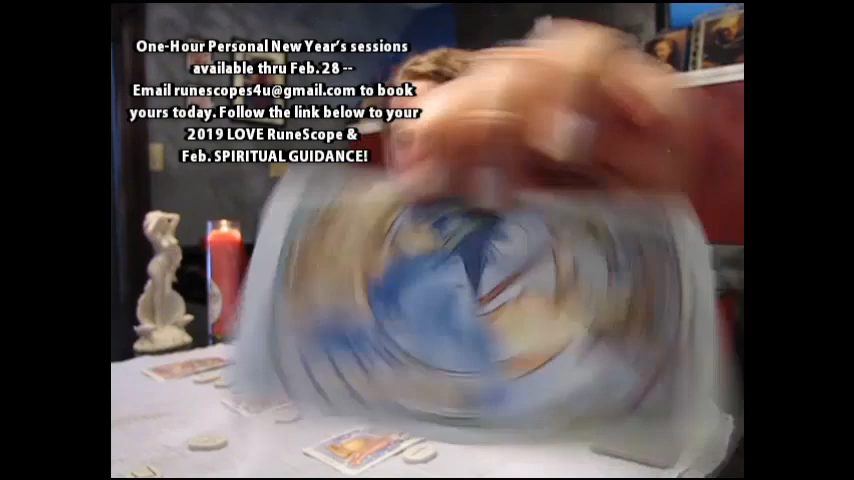 One-Hour Personal New Year's sessions
available thru Feb. 28 --
Email runescopes4u@gmail.com to book
yours today. Follow the link below to your
2019 LOVE RuneScope &
Feb. SPIRITUAL GUIDANCE!